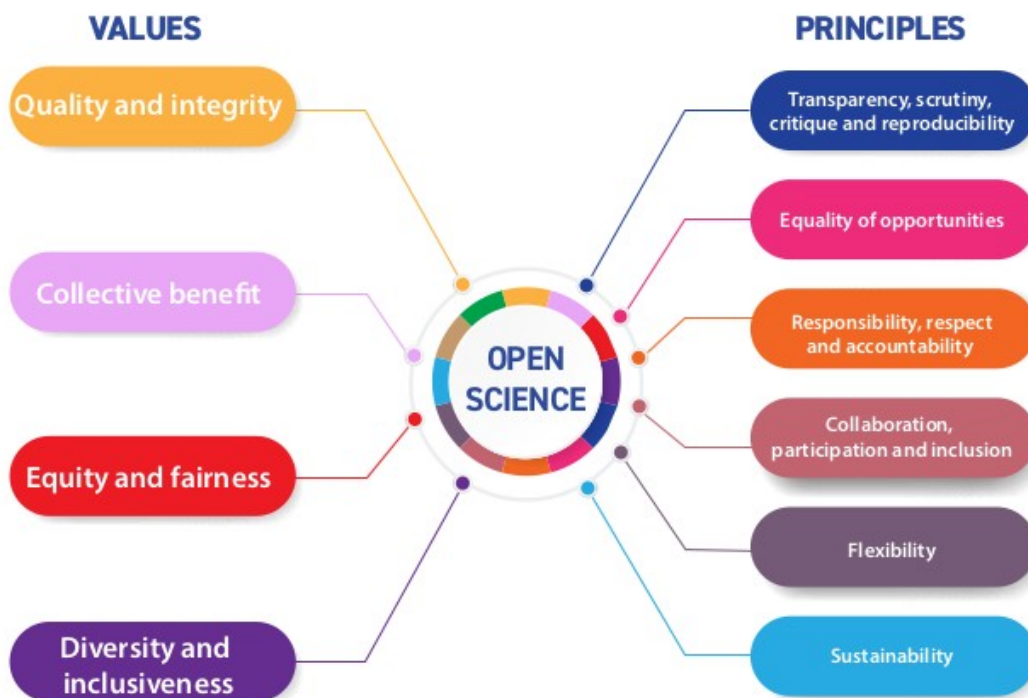 VALUES
Quality and integrity
Collective benefit
Equity and fairness
Diversity and
inclusiveness
OPEN
SCIENCE
PRINCIPLES
Transparency, scrutiny,
critique and reproducibility
Equality of opportunities
Responsibility, respect
and accountability
Collaboration,
participation and inclusion
Flexibility
Sustainability